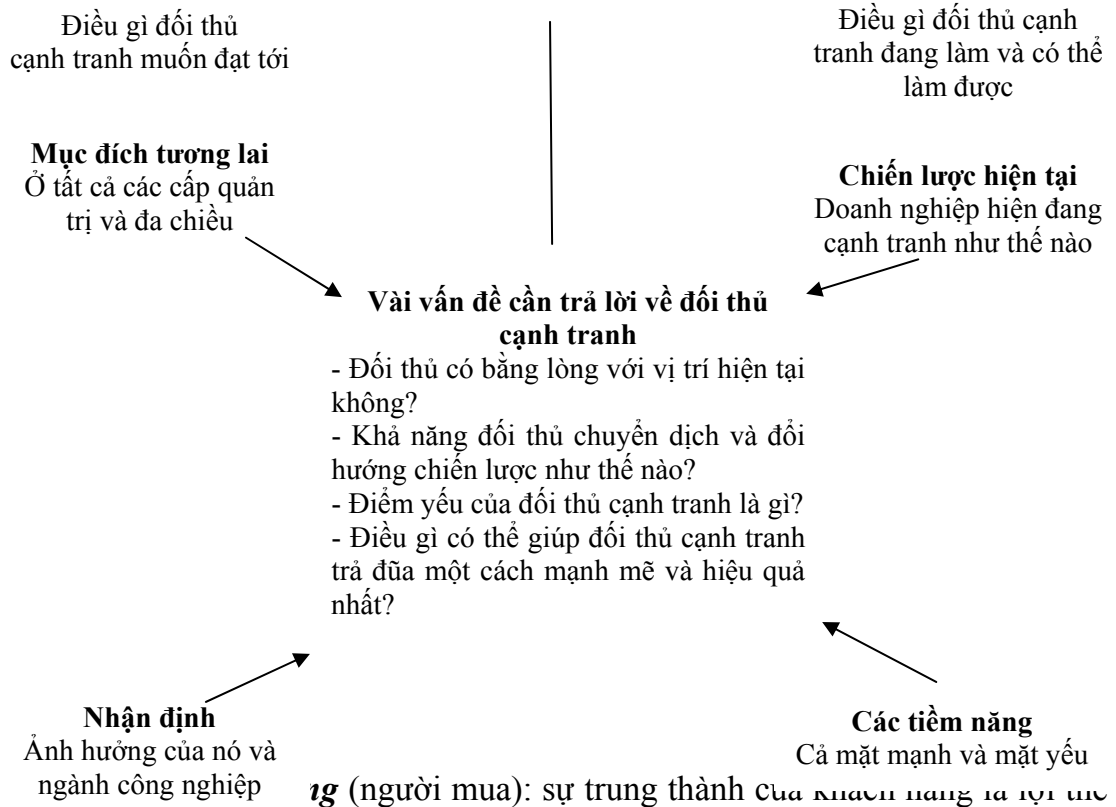 Điều gì đối thủ
cạnh tranh muốn đạt tới
Điều gì đối thủ cạnh
tranh đang làm và có thể
làm được
Mục đích tương lai
Ở tất cả các cấp quản
trị và đa chiều
Chiến lược hiện tại
Doanh nghiệp hiện đang
cạnh tranh như thế nào
Vài vấn đề cần trả lời về đối thủ
cạnh tranh
- Đối thủ có bằng lòng với vị trí hiện tại
không?
- Khả năng đối thủ chuyển dịch và đổi
hướng chiến lược như thế nào?
- Điểm yếu của đối thủ cạnh tranh là gì?
- Điều gì có thể giúp đối thủ cạnh tranh
trả đũa một cách mạnh mẽ và hiệu quả
nhất?
Nhận định
Ảnh hưởng của nó và
ngành công nghiệp
Các tiềm năng
Cả mặt mạnh và mặt yếu
(người mua): sự trung thành của khách hàng là lợi thế